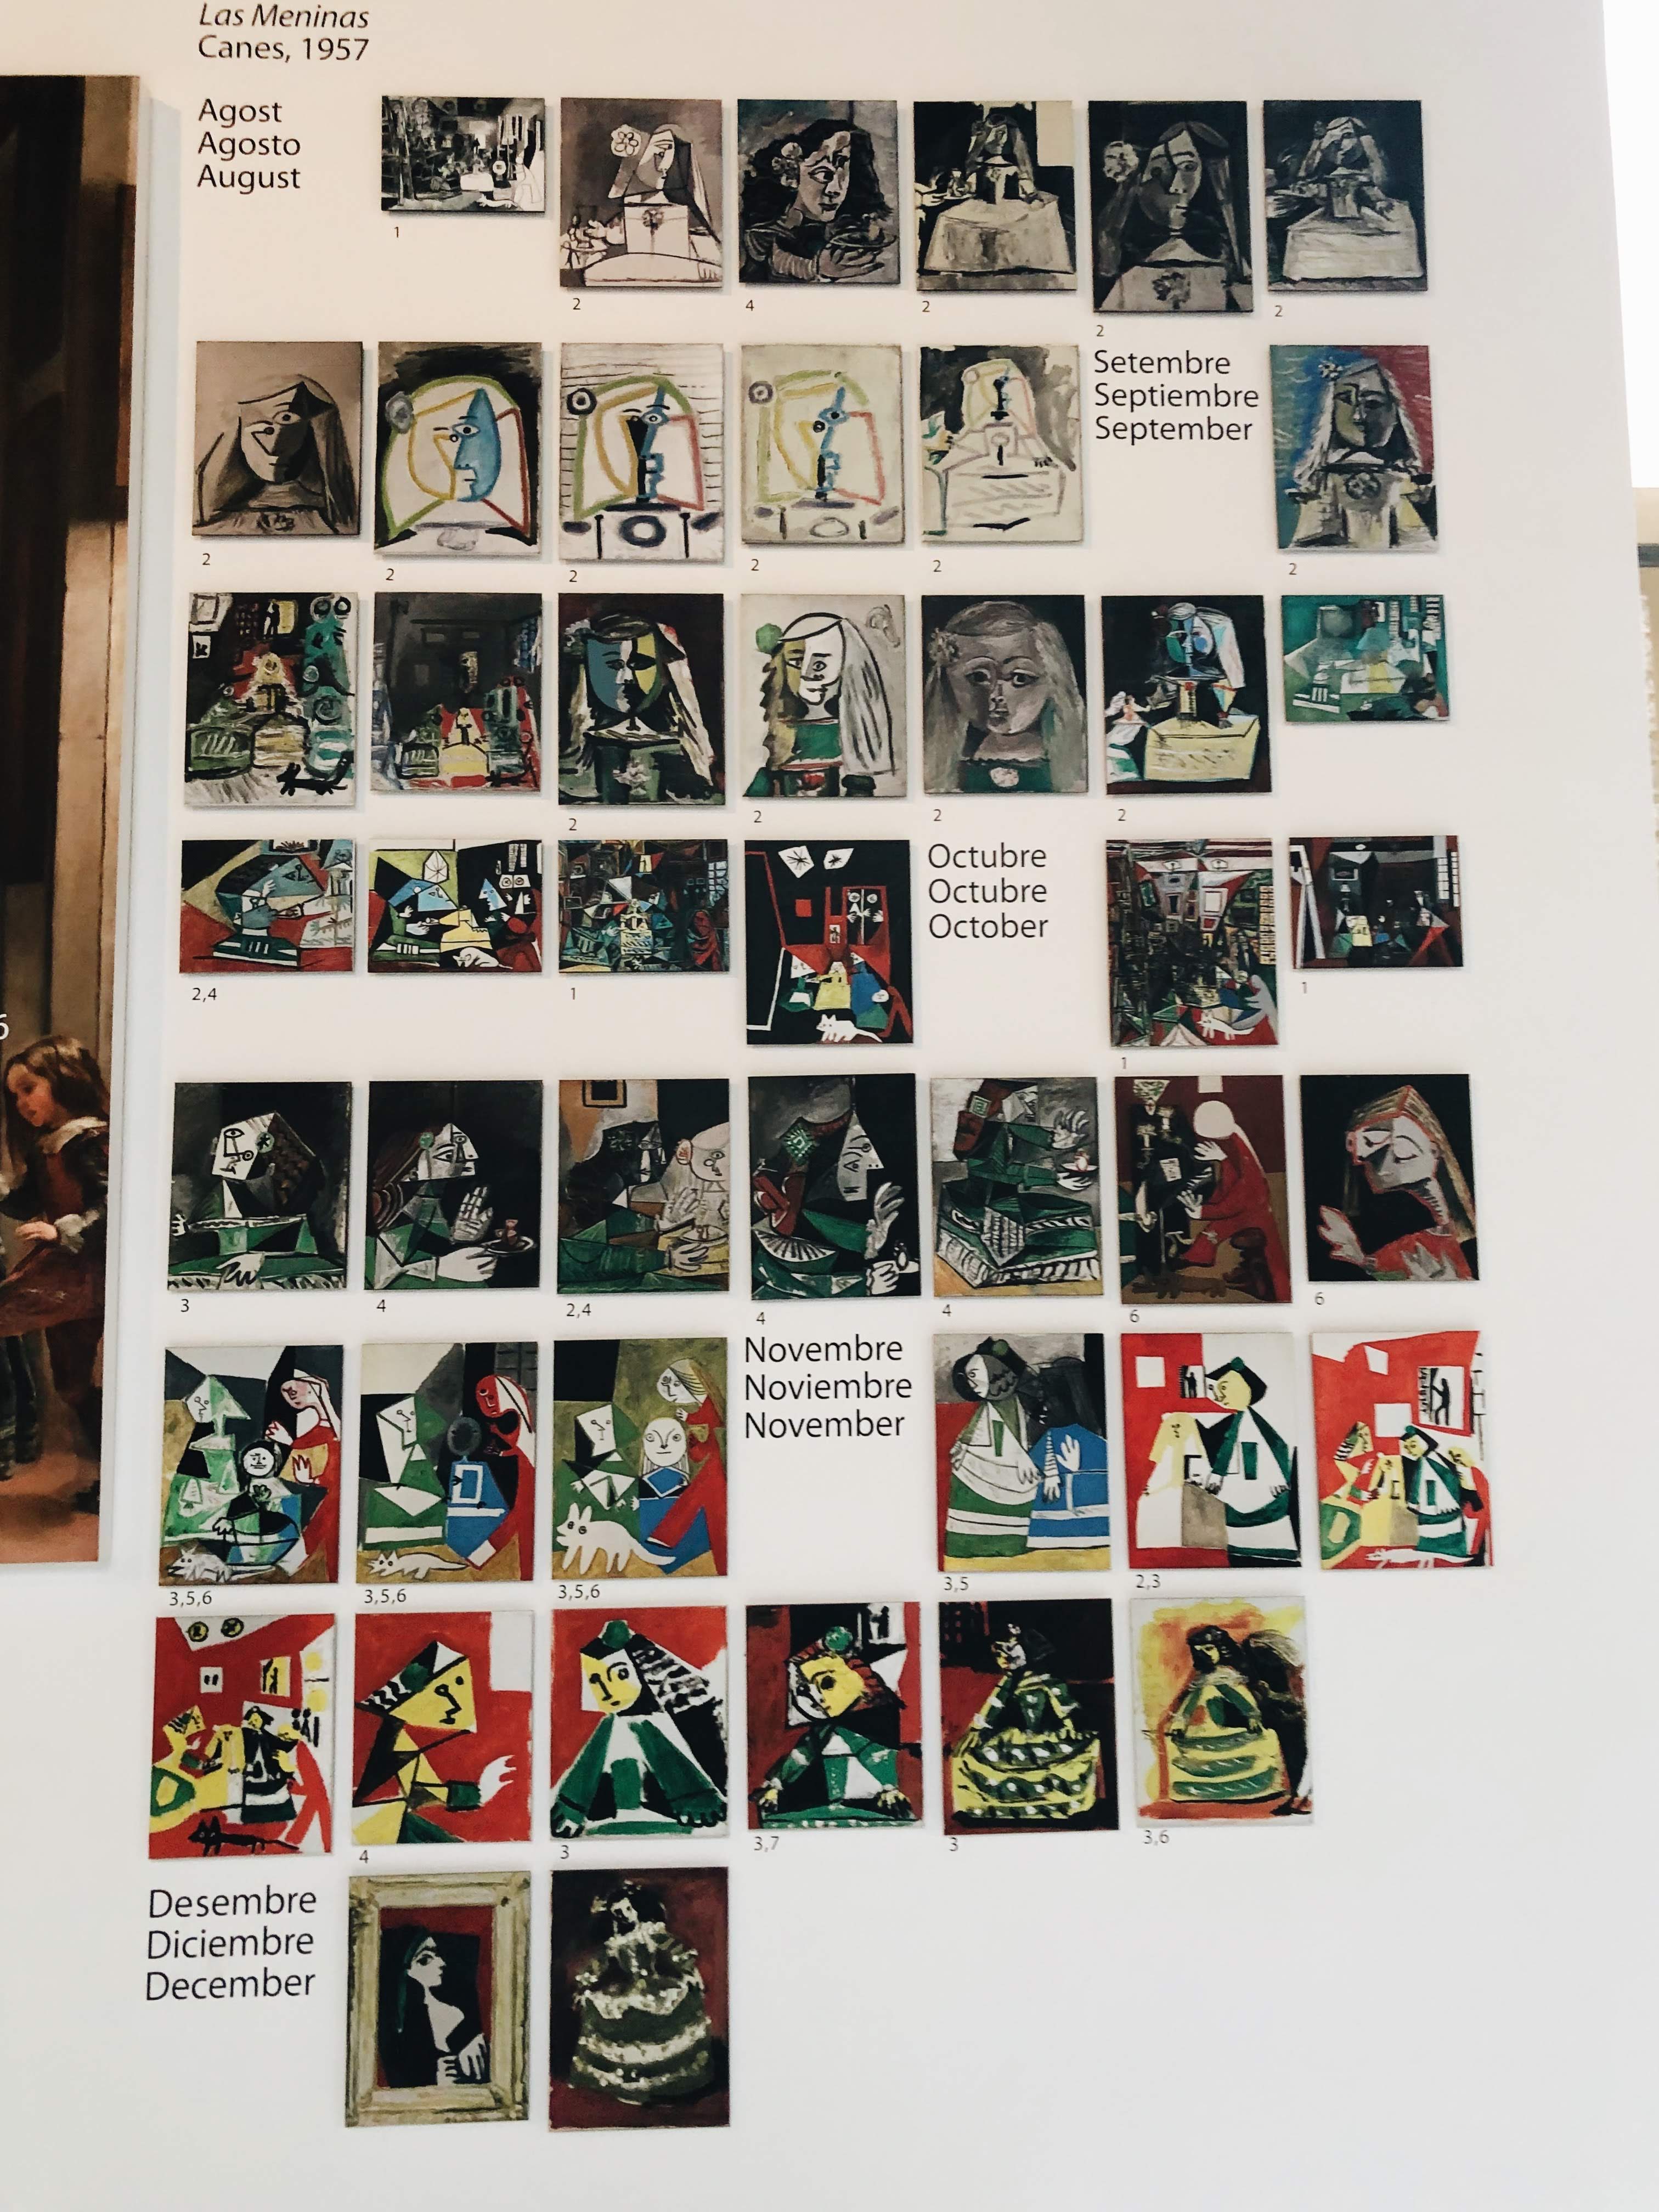 Las Meninas
Canes, 1957
Agost
Agosto
August
1
2
4
2
2
2
Setembre
Septiembre
September
2
2
2
2
2
2
2
2
2
2
Octubre
Octubre
October
2,4
1
1
1
6
3
4
2,4
4
4
6
6
Novembre
Noviembre
November
3,5,6
3,5,6
3,5,6
3,5
2,3
4
3
3,7
3
3,6
Desembre
Diciembre
December